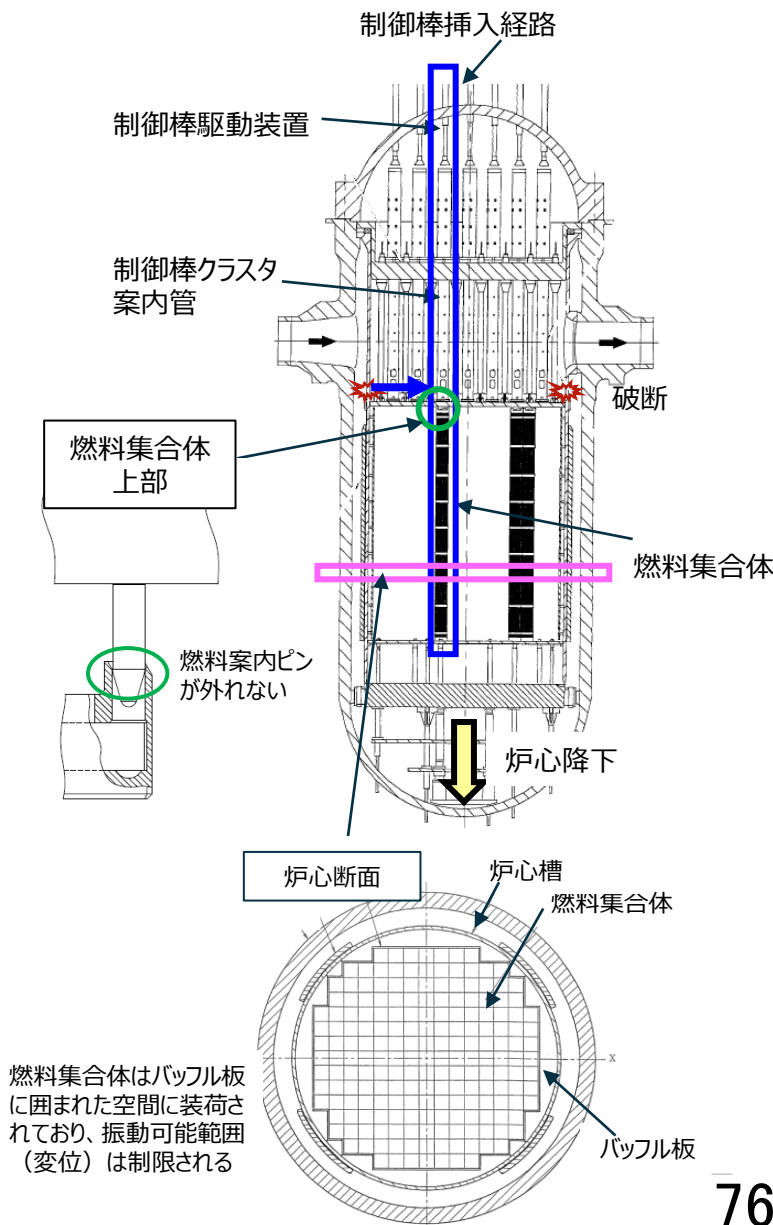 制御棒挿入経路
制御棒駆動装置
制御棒クラスタ
案内管
破断
燃料集合体
上部
燃料集合体
燃料案内ピン
が外れない
炉心降下
炉心断面
炉心槽
燃料集合体
x
燃料集合体はバッフル板
に囲まれた空間に装荷さ
れており、振動可能範囲
（変位）は制限される
バッフル板
76